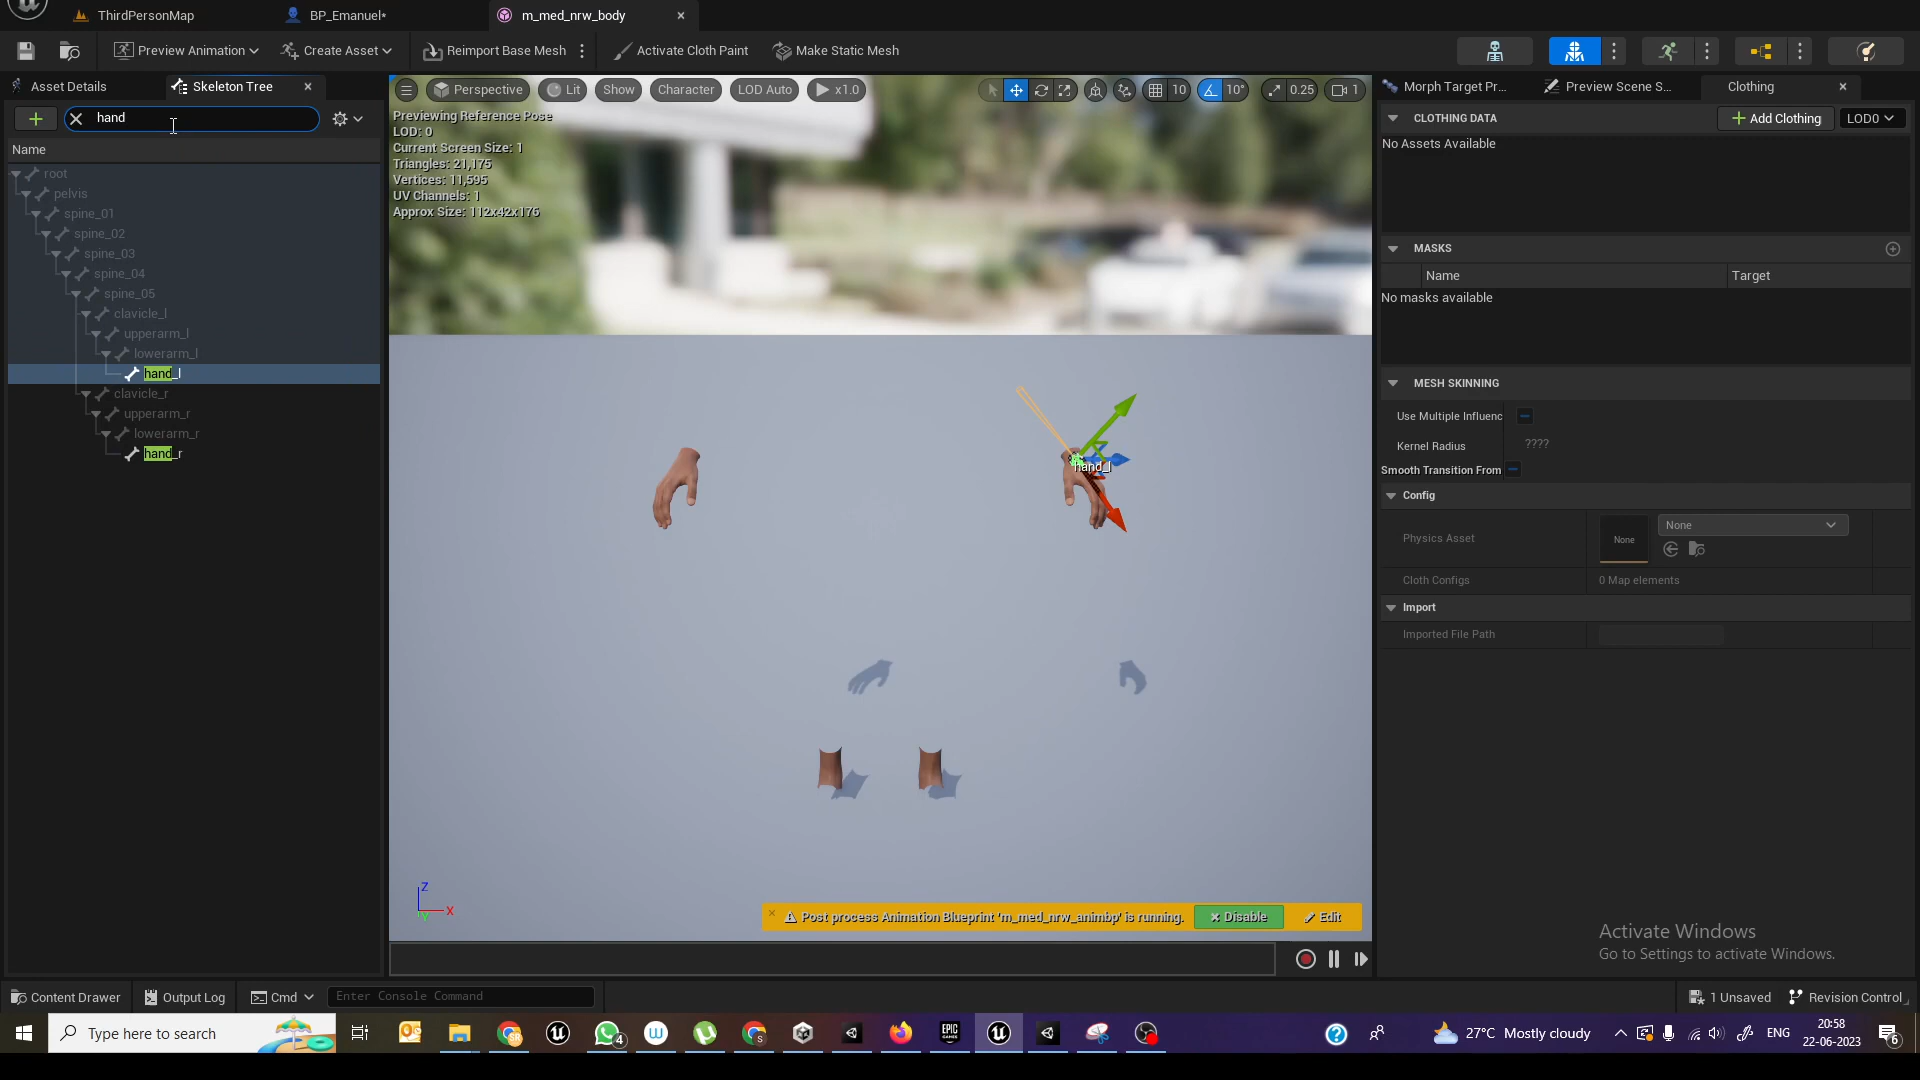 ThirdPersonMap
BP_Emanuel*
m_med_nrw_body
Preview Animation
Create Asset
Reimport Base Mesh
Activate Cloth Paint
Make Static Mesh
Asset Details
Skeleton Tree
hand
Name
root
pelvis
spine_01
spine_02
spine_03
spine_04
spine_05
clavicle_l
upperarm_l
lowerarm_l
hand_l
clavicle_r
upperarm_r
lowerarm_r
hand_r
Perspective
Lit
Show
Character
LOD Auto
x1.0
10
10°
0.25
1
Previewing Reference Pose
LOD: 0
Current Screen Size: 1
Triangles: 21,175
Vertices: 11,595
UV Channels: 1
Approx Size: 112x42x176
hand_l
Z
X
Y
Post process Animation Blueprint 'm_med_nrw_animbp' is running.
Disable
Edit
Morph Target Pr...
Preview Scene S...
Clothing
CLOTHING DATA
Add Clothing
LOD0
No Assets Available
MASKS
Name
Target
No masks available
MESH SKINNING
Use Multiple Influenc
Kernel Radius
????
Smooth Transition From
Config
Physics Asset
None
None
Cloth Configs
0 Map elements
Import
Imported File Path
Activate Windows
Go to Settings to activate Windows.
Content Drawer
Output Log
Cmd
Enter Console Command
1 Unsaved
Revision Control
Type here to search
4
27°C Mostly cloudy
ENG
20:58
22-06-2023
6